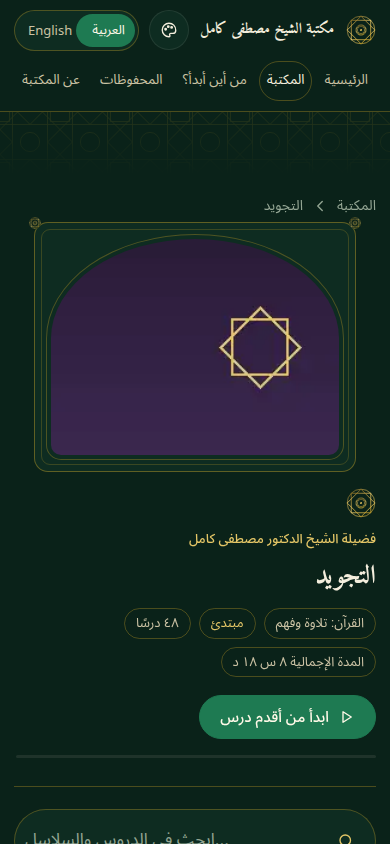 مكتبة الشيخ مصطفى كامل
العربية English
الرئيسية المكتبة من أين أبدأ؟ المحفوظات عن المكتبة
المكتبة التجويد
فضيلة الشيخ الدكتور مصطفى كامل
التجويد
القرآن: تلاوة وفهم مبتدئ ٤٨ درسًا
المدة الإجمالية ٨ س ١٨ د
ابدأ من أقدم درس
ابحث في الدروس والسلاسل...